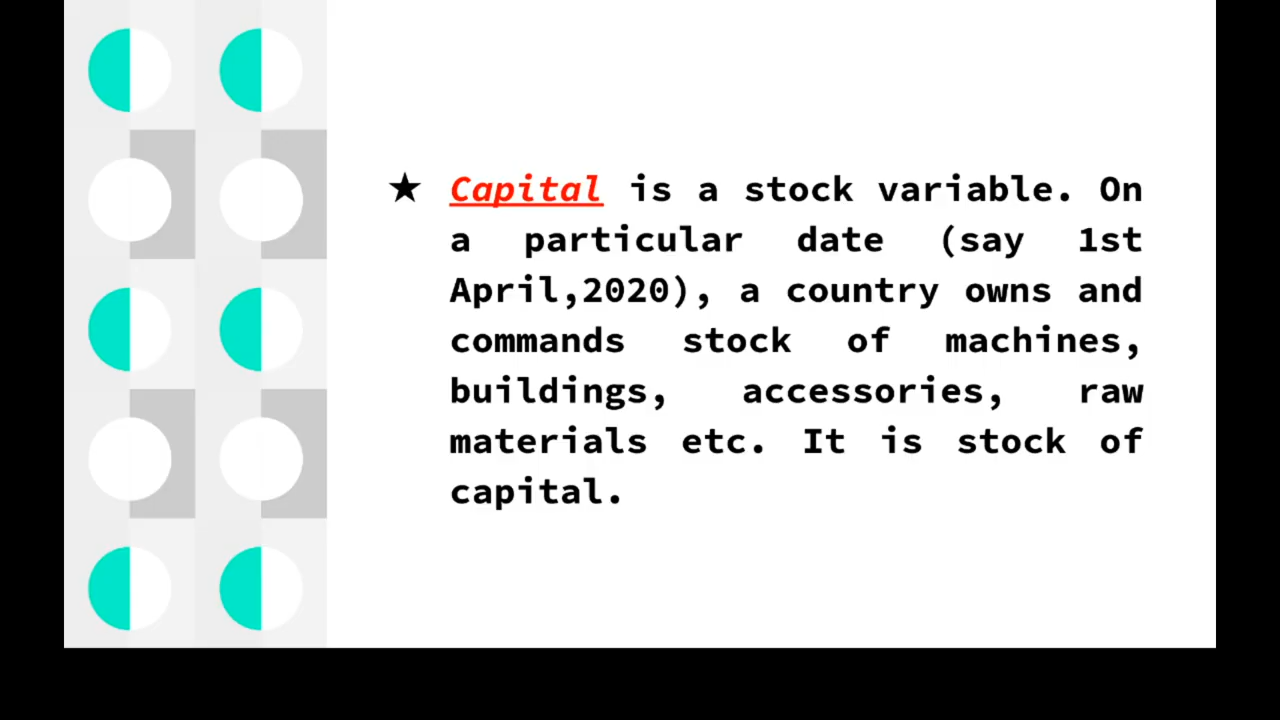 ★ Capital is a stock variable. On
a particular date (say 1st
April,2020), a country owns and
commands stock of machines,
buildings, accessories, raw
materials etc. It is stock of
capital.